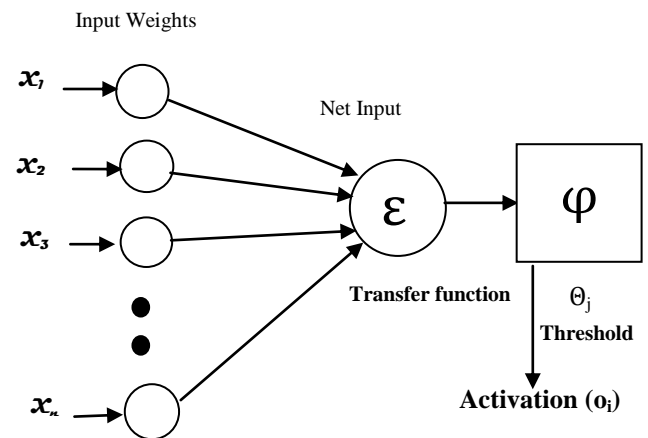 Input Weights
x₁
Net Input
x₂
ε
φ
x₃
Transfer function
Θⱼ
Threshold
xₙ
Activation (oᵢ)